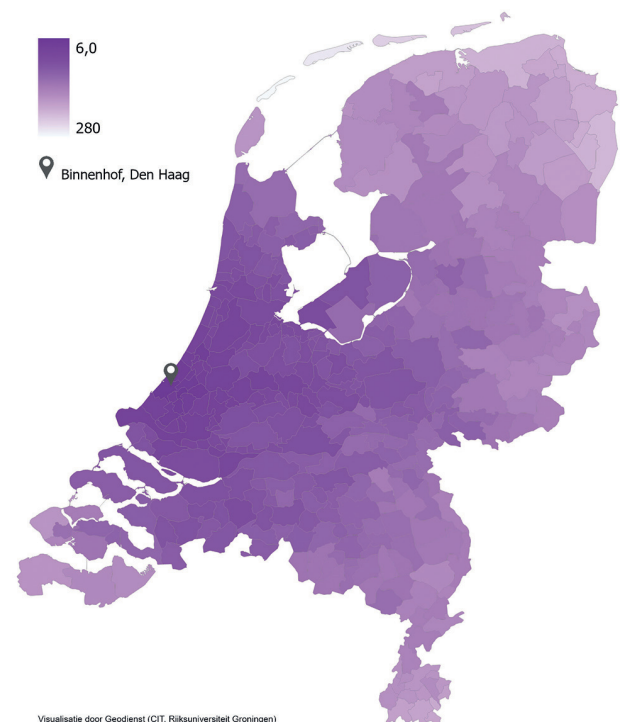 6,0
280
Binnenhof, Den Haag
Visualisatie door Geodienst (CIT, Rijksuniversiteit Groningen)